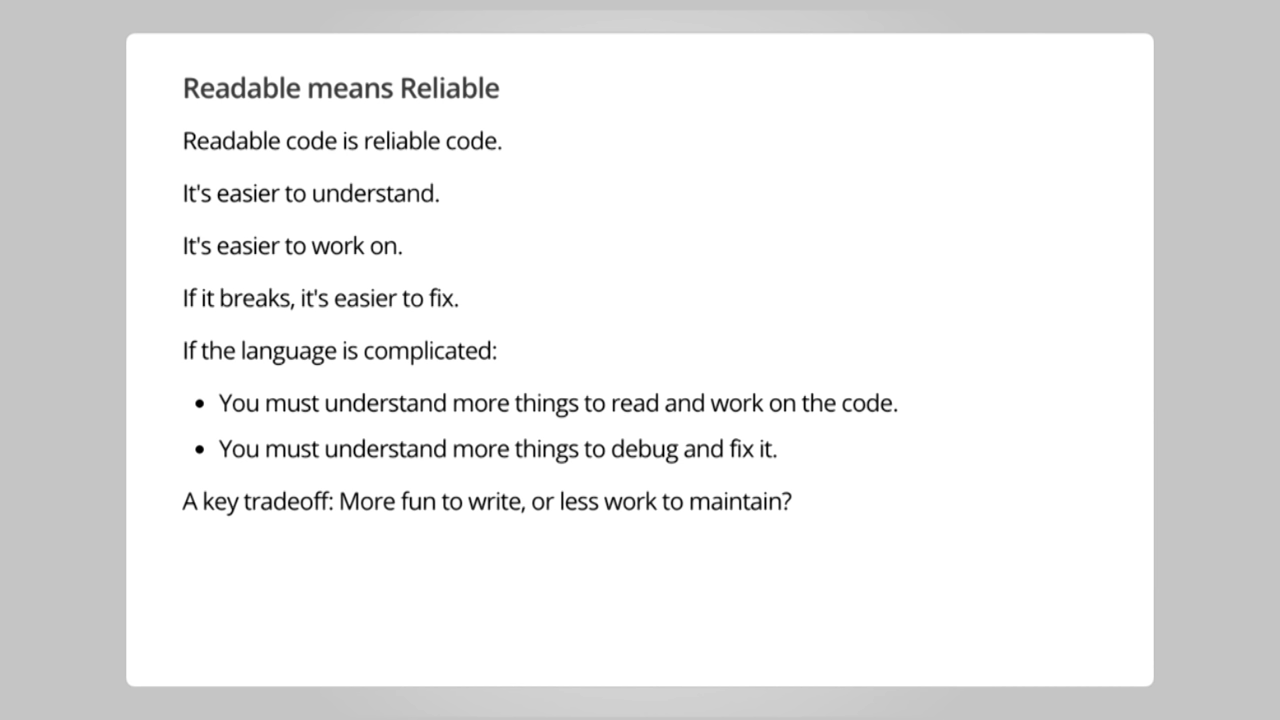 Readable means Reliable
Readable code is reliable code.
It's easier to understand.
It's easier to work on.
If it breaks, it's easier to fix.
If the language is complicated:
• You must understand more things to read and work on the code.
• You must understand more things to debug and fix it.
A key tradeoff: More fun to write, or less work to maintain?